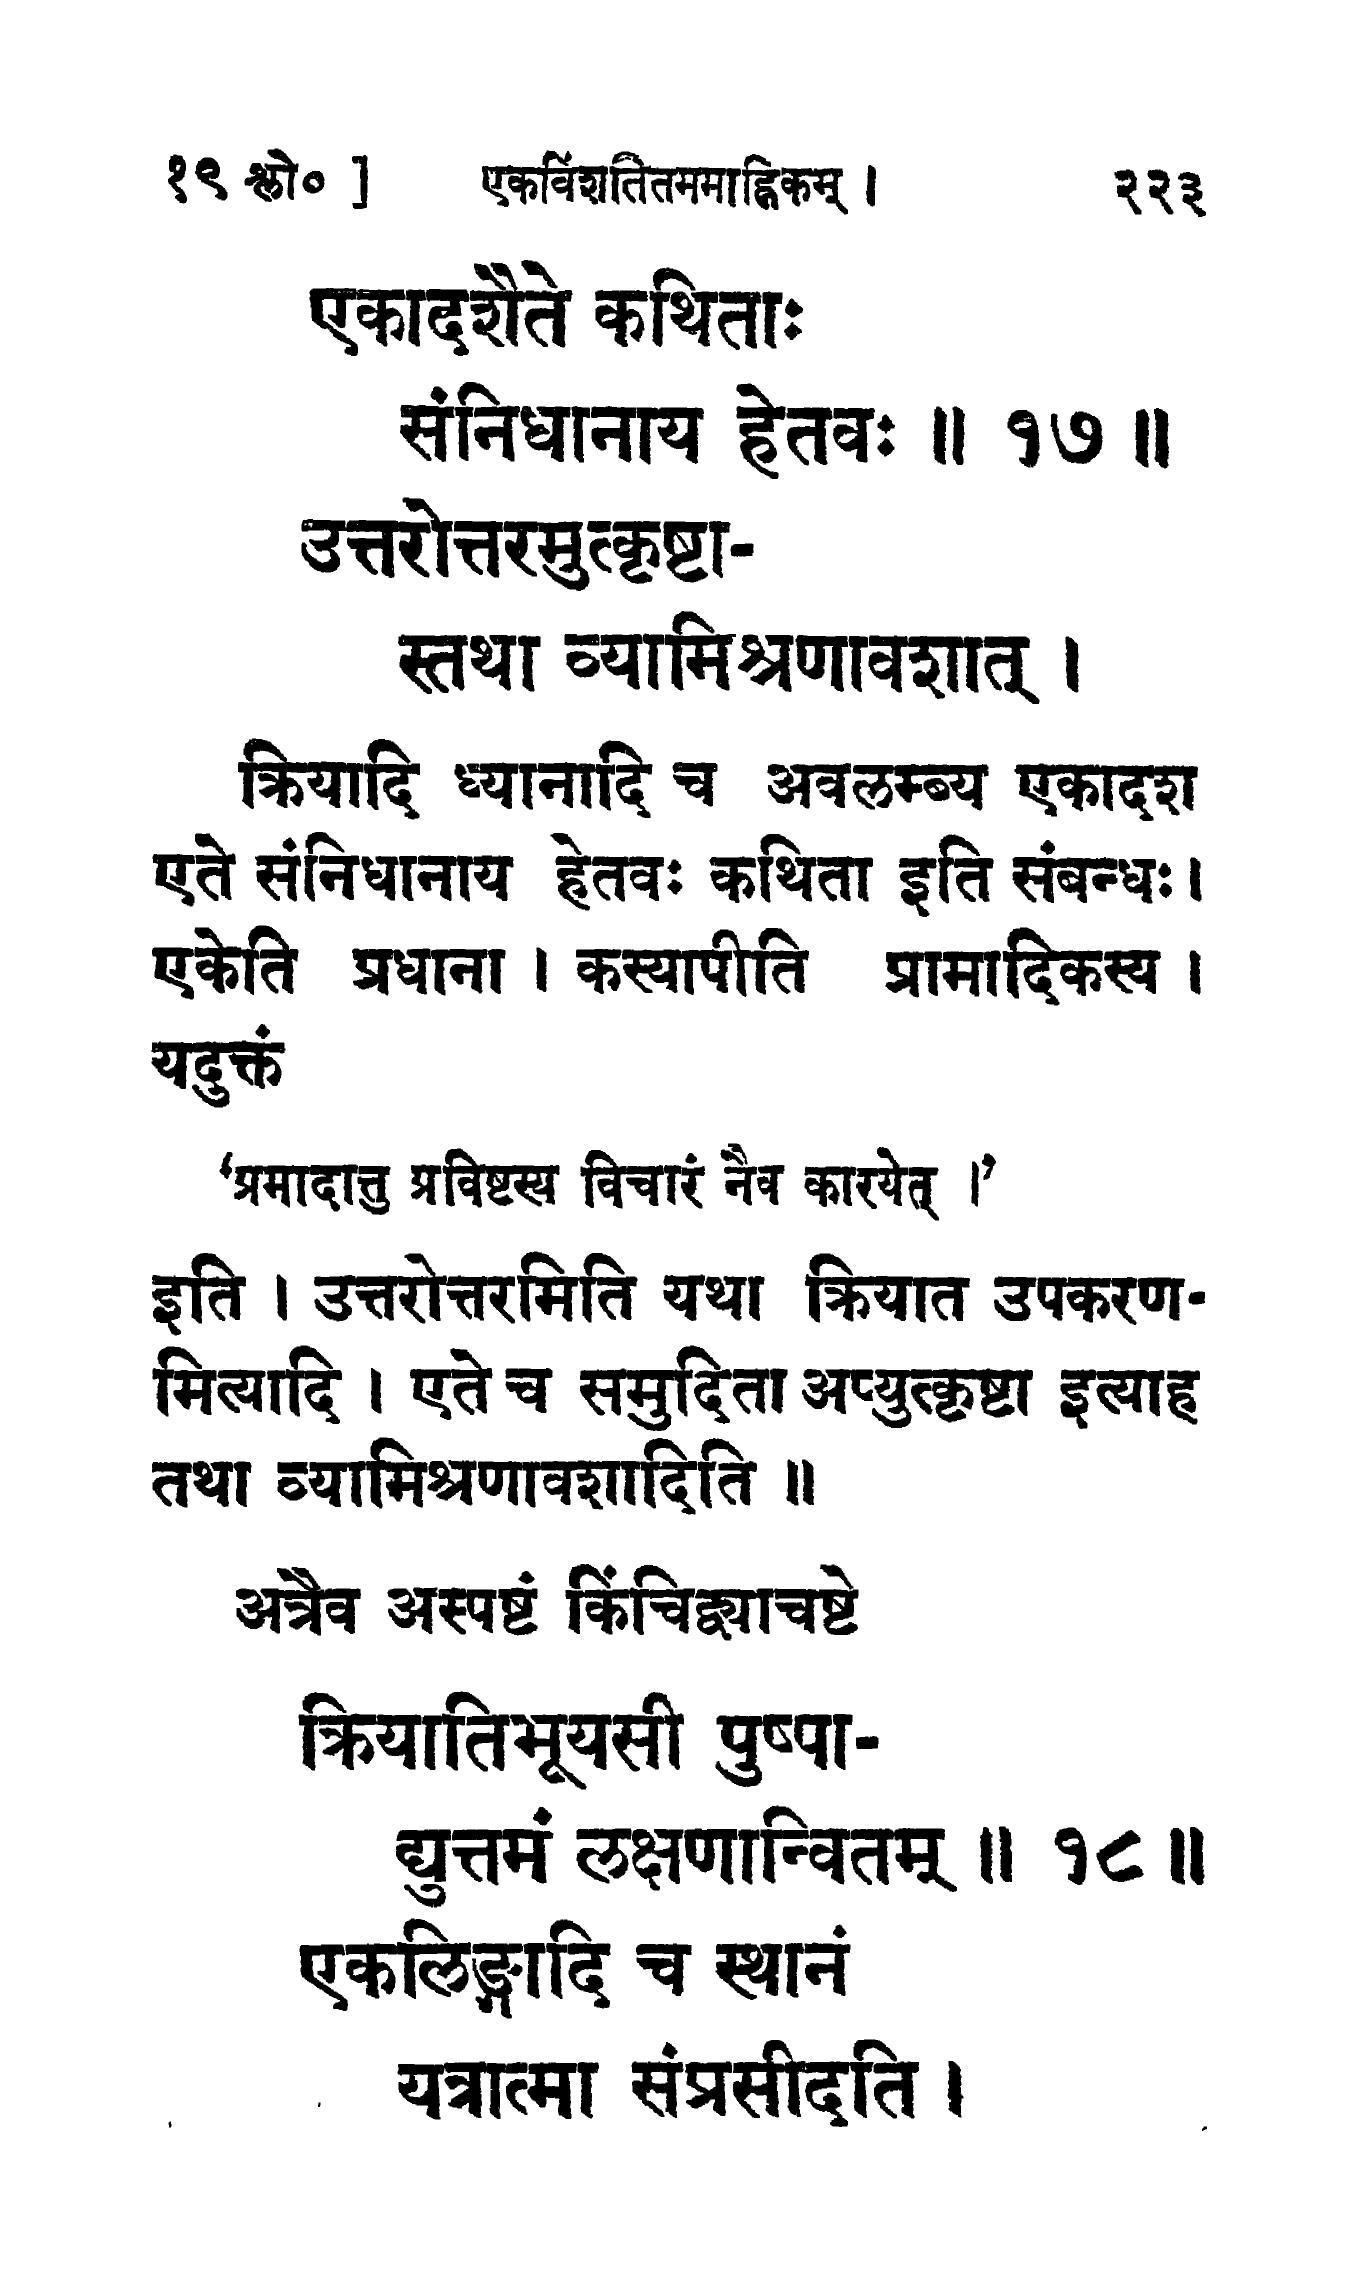 १९ श्लो० ] एकविंशतितममाह्निकम् । २२३
एकादशैते कथिताः
संनिधानाय हेतवः ॥ १७ ॥
उत्तरोत्तरमुत्कृष्टा-
स्तथा व्यामिश्रणावशात् ।
क्रियादि ध्यानादि च अवलम्ब्य एकादश
एते संनिधानाय हेतवः कथिता इति संबन्धः ।
एकेति प्रधाना । कस्यापीति प्रामादिकस्य ।
यदुक्तं
‘प्रमादात्तु प्रविष्टस्य विचारं नैव कारयेत् ।’
इति । उत्तरोत्तरमिति यथा क्रियात उपकरण-
मित्यादि । एते च समुदिता अप्युत्कृष्टा इत्याह
तथा व्यामिश्रणावशादिति ॥
अत्रैव अस्पष्टं किंचिद्व्याचष्टे
क्रियातिभूयसी पुष्पा-
द्युत्तमं लक्षणान्वितम् ॥ १८ ॥
एकलिङ्गादि च स्थानं
यत्रात्मा संप्रसीदति ।